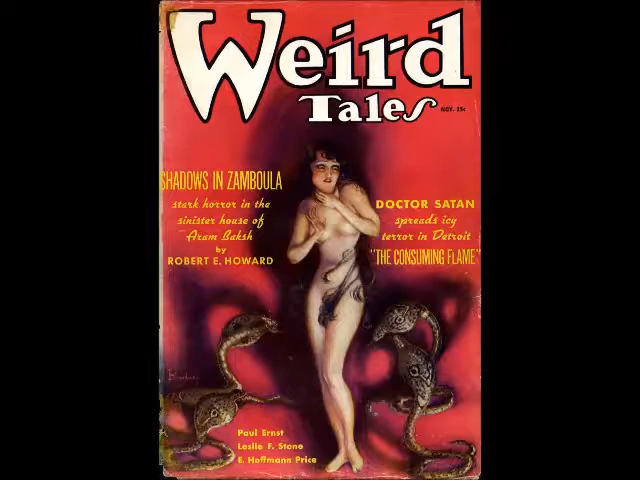 Weird
Tales
NOV. 25c
SHADOWS IN ZAMBOULA
stark horror in the
sinister house of
Aram Baksh
by
ROBERT E. HOWARD
DOCTOR SATAN
spreads icy
terror in Detroit
"THE CONSUMING FLAME"
Paul Ernst
Leslie F. Stone
E. Hoffmann Price